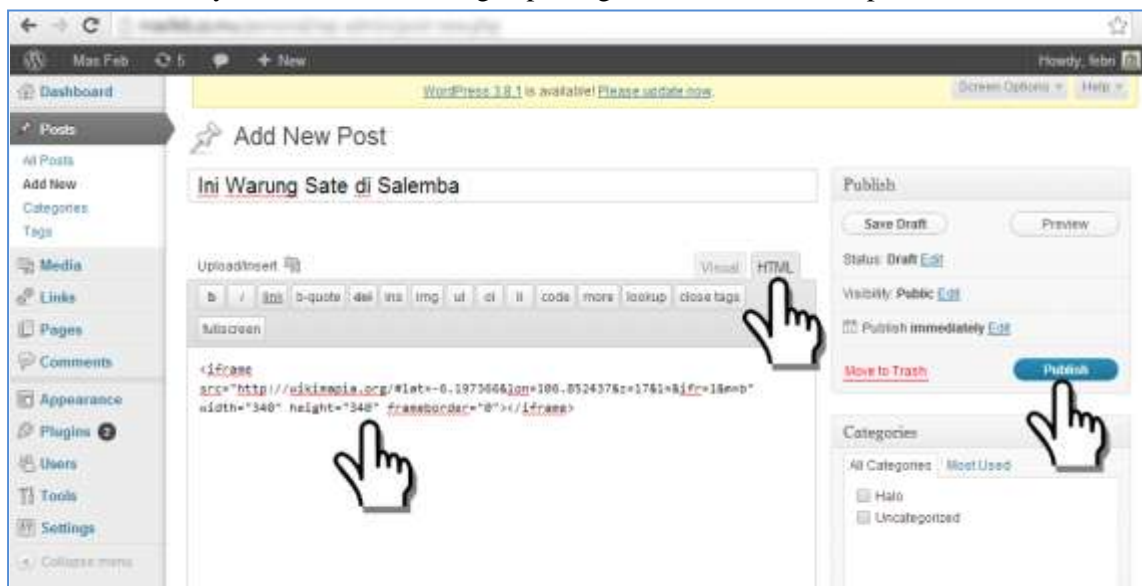 Mas Feb 5 + New Howdy, febri
WordPress 3.8.1 is available! Please update now.
Screen Options Help
Dashboard
Posts
All Posts
Add New
Categories
Tags
Media
Links
Pages
Comments
Appearance
Plugins 2
Users
Tools
Settings
Collapse menu
Add New Post
Ini Warung Sate di Salemba
Upload/Insert
Visual HTML
b i link b-quote del ins img ul ol li code more lookup close tags
fullscreen
<iframe
src="http://wikimapia.org/#lat=-6.197366&lon=106.852437&z=17&l=&ifr=1&m=b"
width="340" height="340" frameborder="0"></iframe>
Publish
Save Draft Preview
Status: Draft Edit
Visibility: Public Edit
Publish immediately Edit
Move to Trash Publish
Categories
All Categories Most Used
Halo
Uncategorized